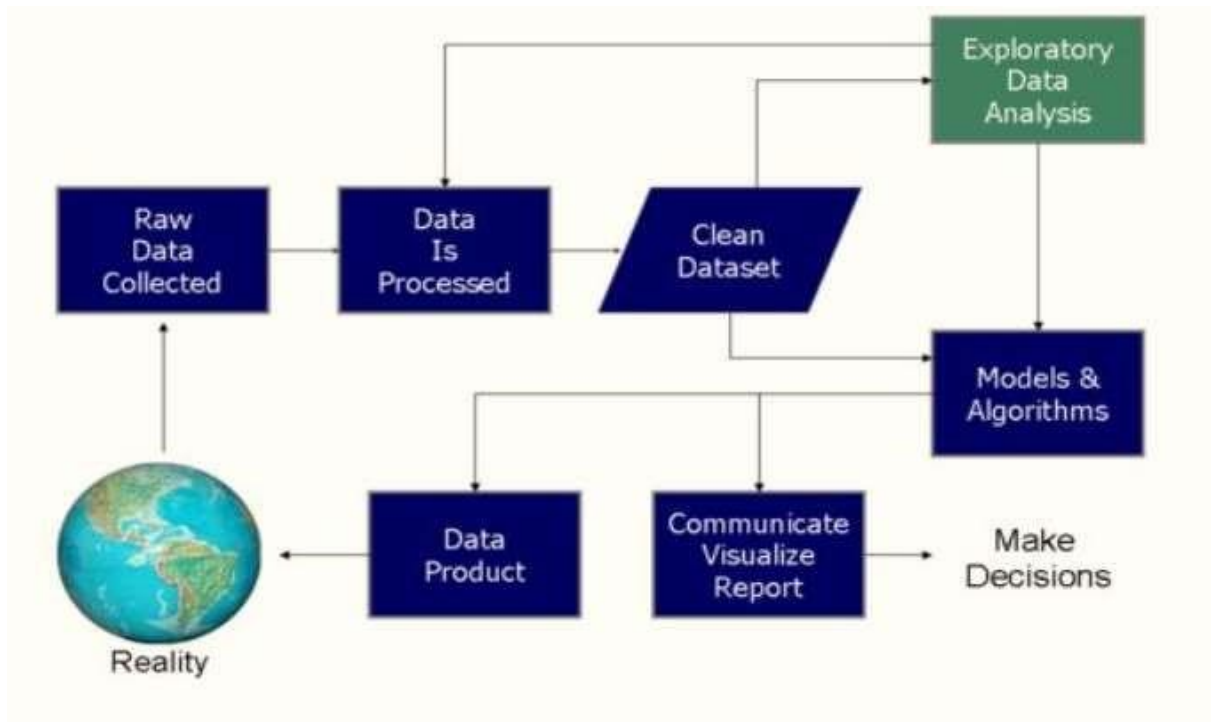 Exploratory
Data
Analysis
Raw
Data
Collected
Data
Is
Processed
Clean
Dataset
Models &
Algorithms
Data
Product
Communicate
Visualize
Report
Make
Decisions
Reality